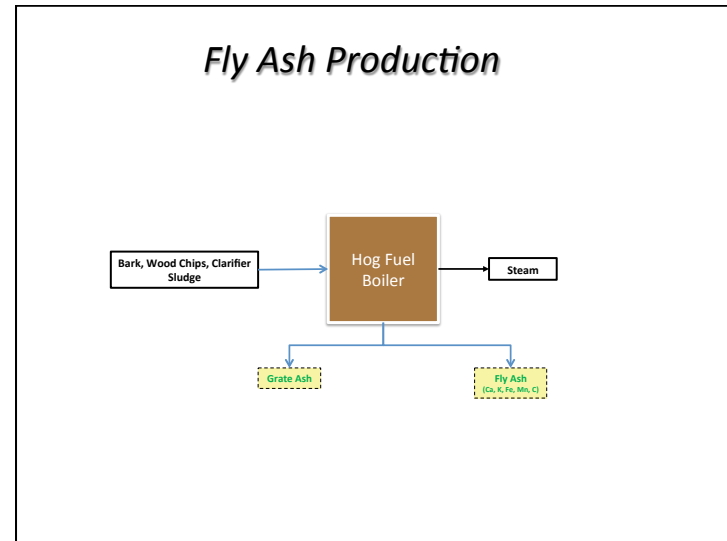 Fly Ash Production
Bark, Wood Chips, Clarifier
Sludge
Hog Fuel
Boiler
Steam
Grate Ash
Fly Ash
(Ca, K, Fe, Mn, C)